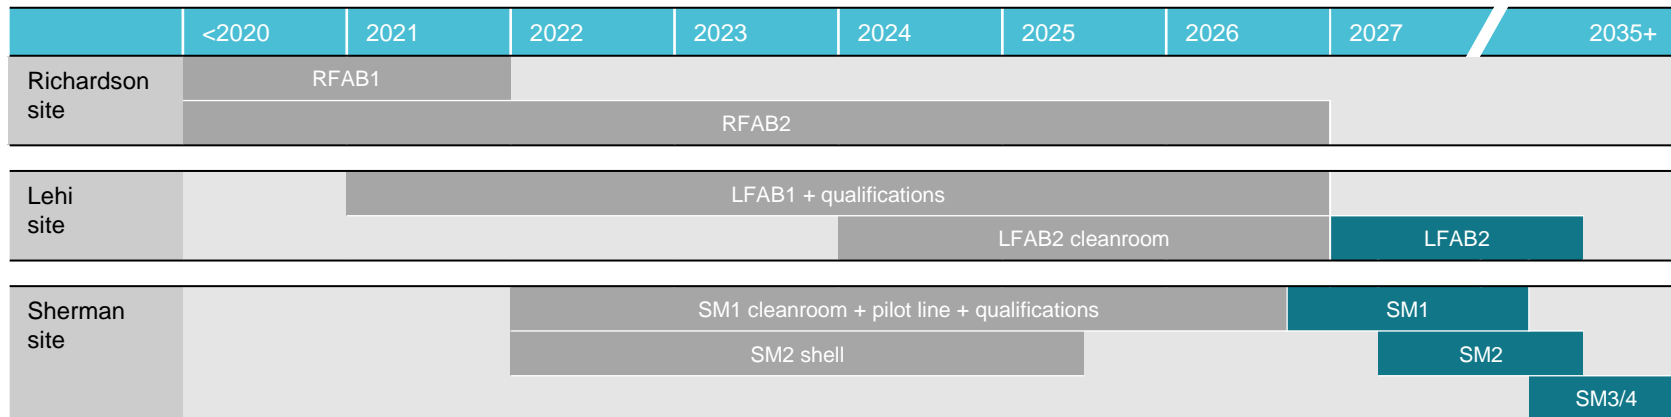 <2020 2021 2022 2023 2024 2025 2026 2027 2035+
Richardson
site
RFAB1
RFAB2
Lehi
site
LFAB1 + qualifications
LFAB2 cleanroom LFAB2
Sherman
site
SM1 cleanroom + pilot line + qualifications SM1
SM2 shell SM2
SM3/4